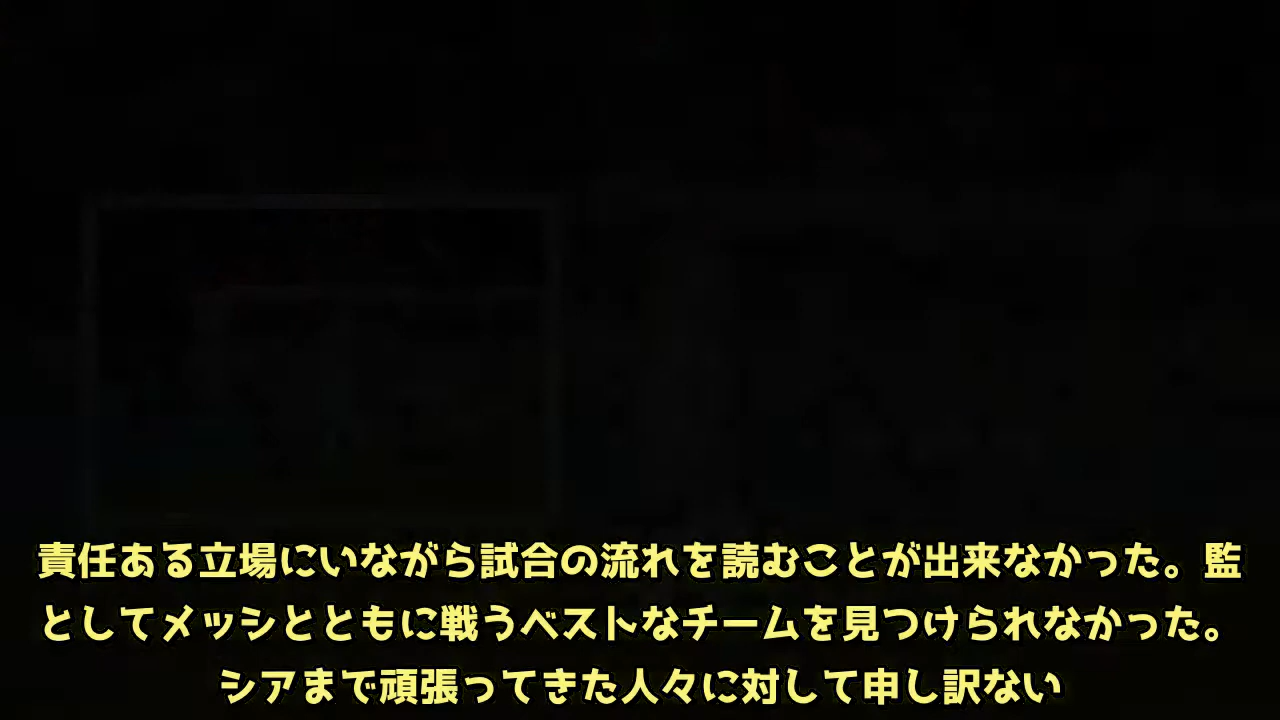 責任ある立場にいながら試合の流れを読むことが出来なかった。監
としてメッシとともに戦うベストなチームを見つけられなかった。
シアまで頑張ってきた人々に対して申し訳ない